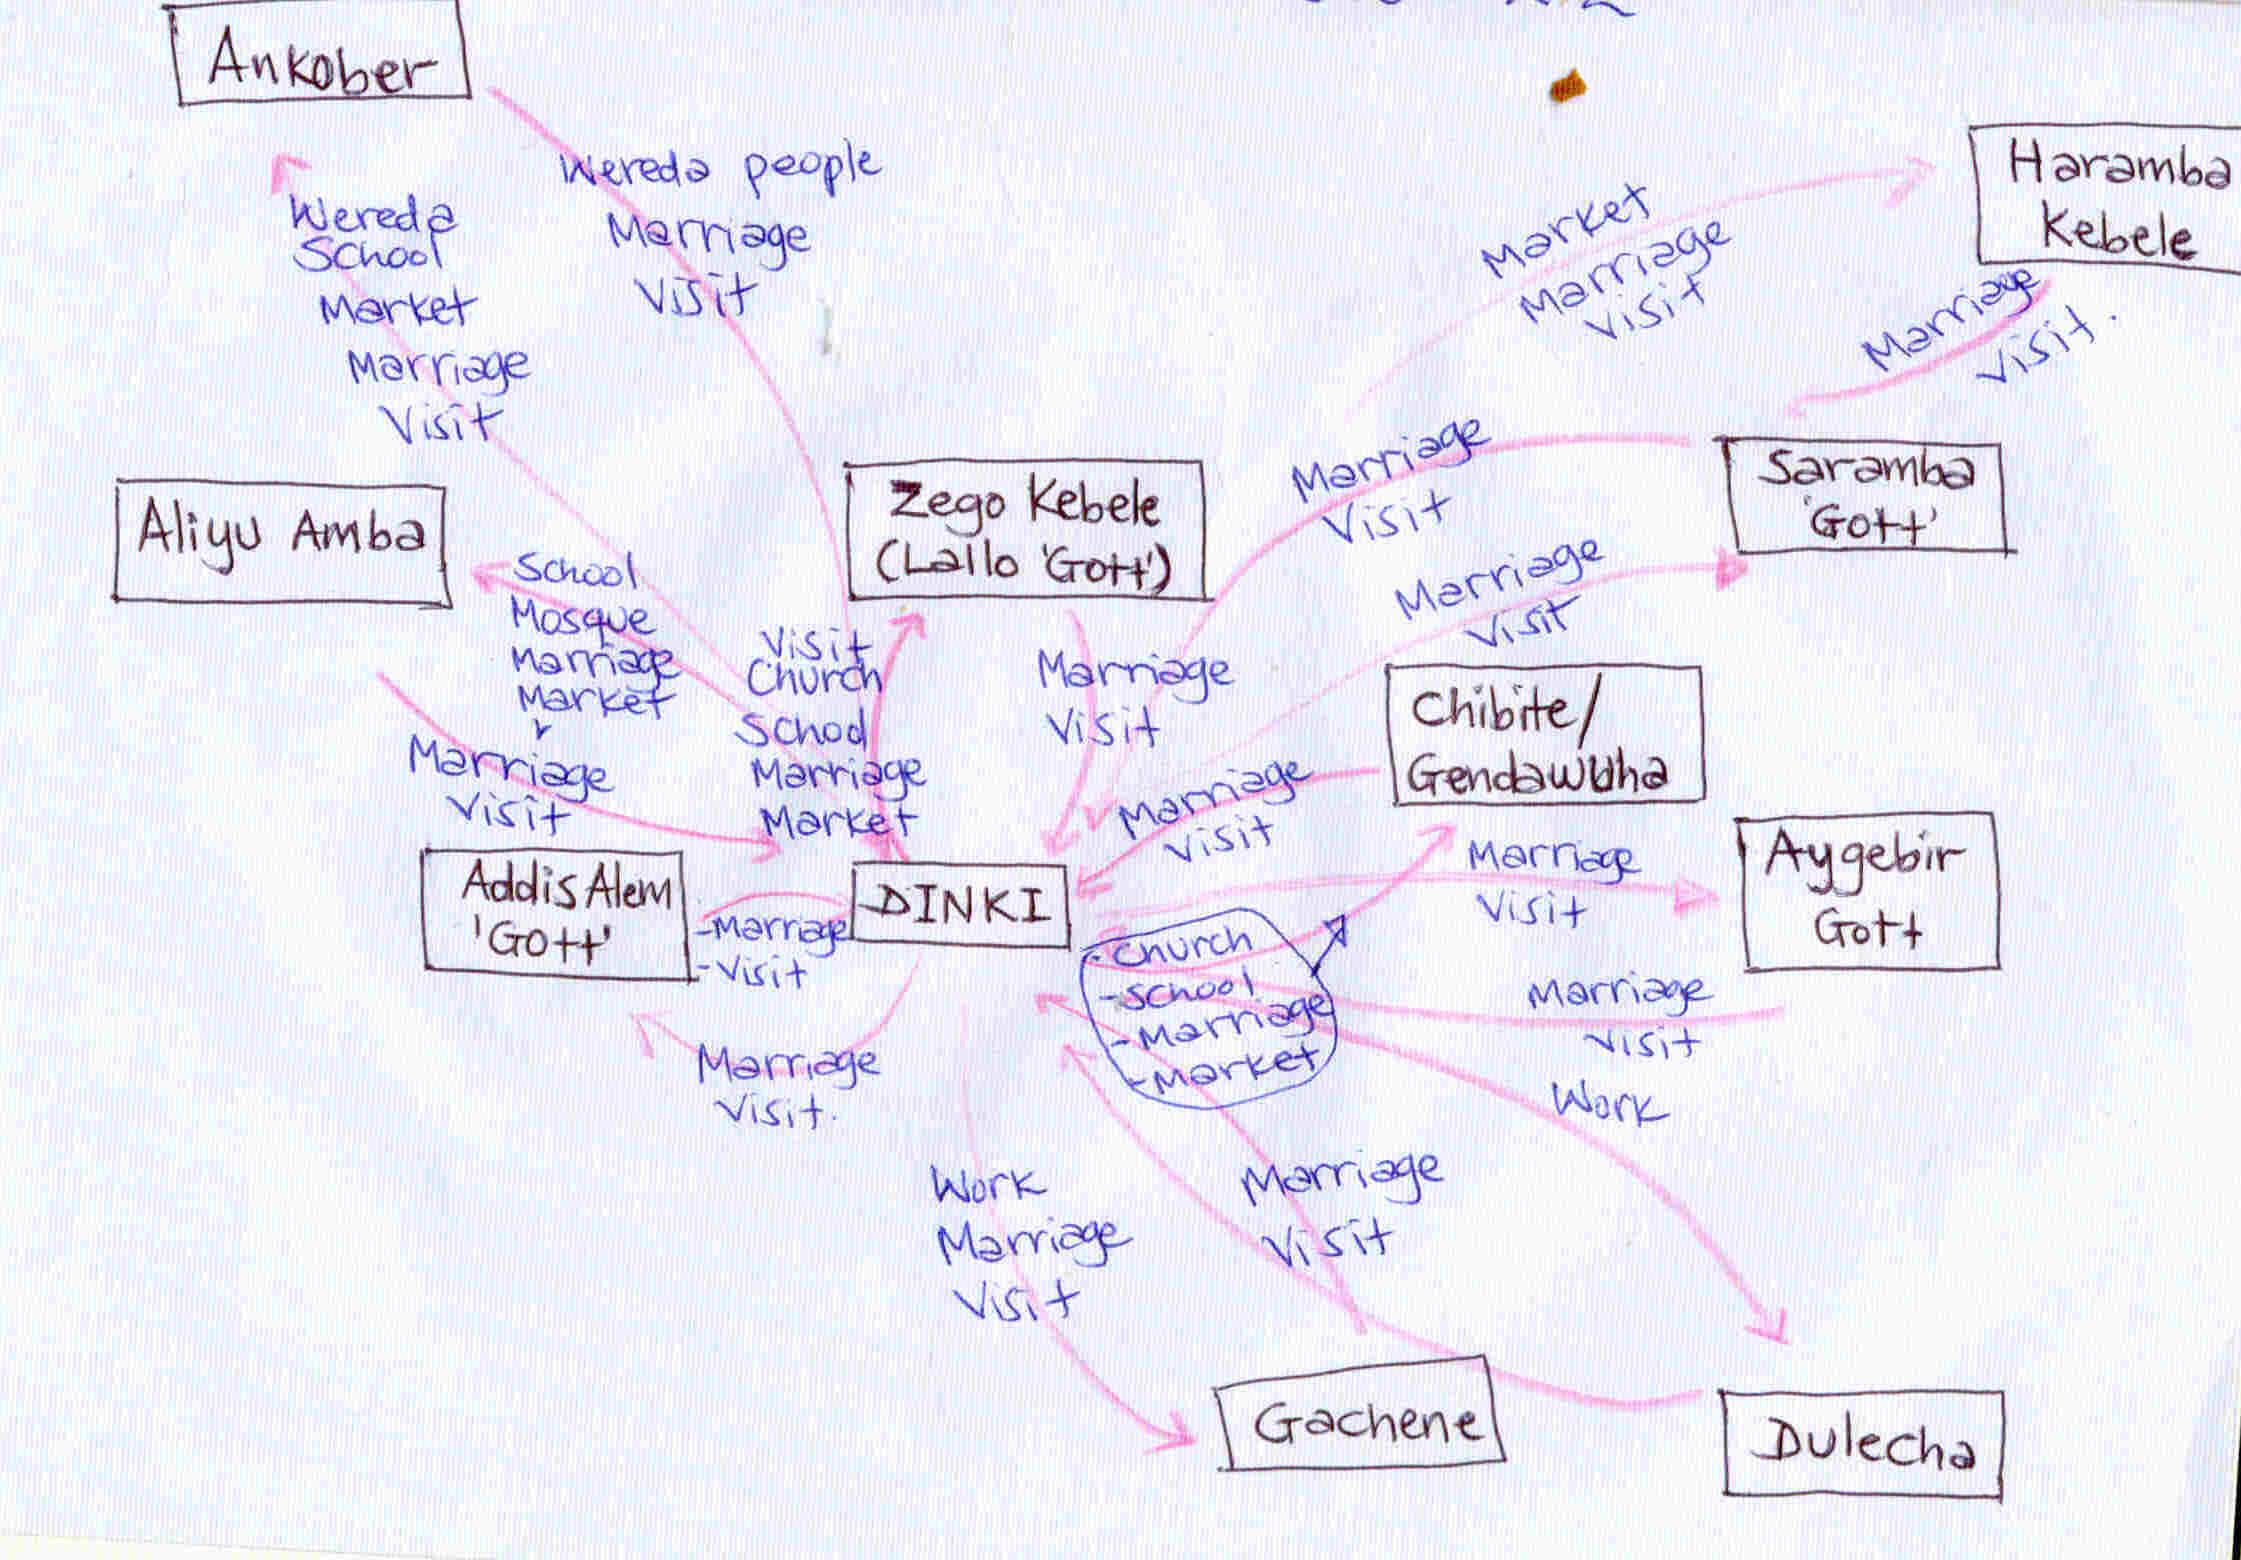 Ankober
Wereda people
Marriage
Visit
Wereda
School
Market
Marriage
Visit
Haramba
Kebele
Market
Marriage
Visit
Marriage
Visit.
Aliyu Amba
Zego Kebele
(Lallo 'Gott')
Saramba
'Gott'
Marriage
Visit
Marriage
Visit
School
Mosque
Marriage
Market
Marriage
Visit
Visit
Church
School
Marriage
Market
Marriage
Visit
Chibite/
Gendawuha
Marriage
Visit
Addis Alem
'Gott'
-Marriage
-Visit
DINKI
Marriage
Visit
Aygebir
Gott
- Church
- School
- Marriage
- Market
Marriage
Visit
Marriage
Visit.
Work
Work
Marriage
Visit
Marriage
Visit
Gachene
Dulecha